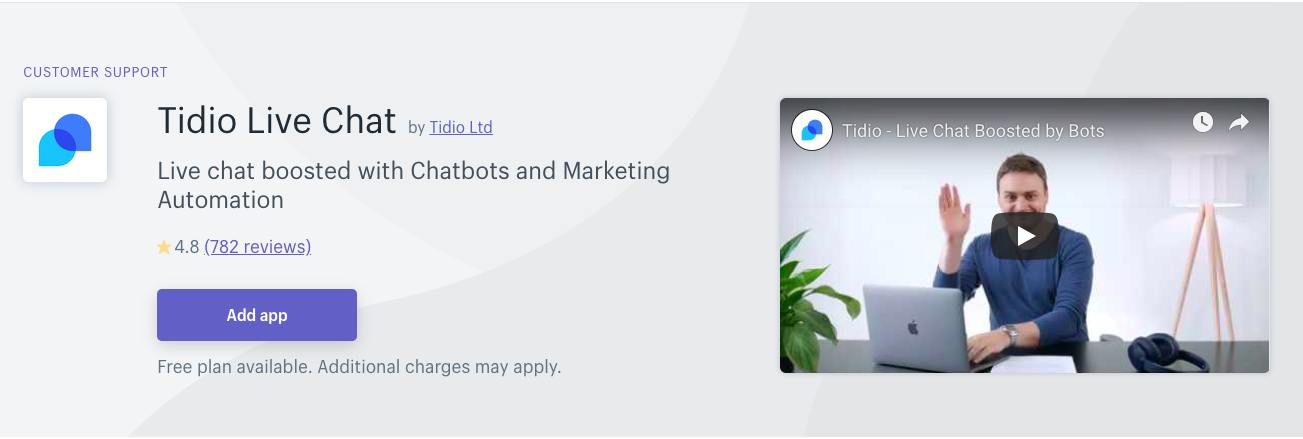 CUSTOMER SUPPORT
Tidio Live Chat by Tidio Ltd
Live chat boosted with Chatbots and Marketing
Automation
4.8 (782 reviews)
Add app
Free plan available. Additional charges may apply.
Tidio - Live Chat Boosted by Bots